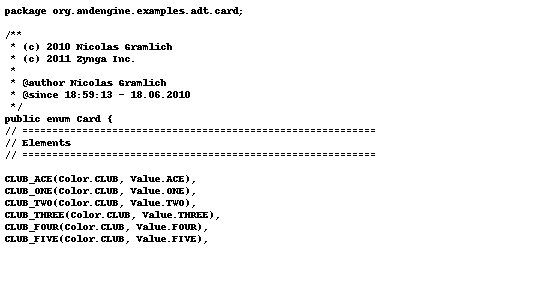 package org.andengine.examples.adt.card;

/**
 * (c) 2010 Nicolas Gramlich
 * (c) 2011 Zynga Inc.
 *
 * @author Nicolas Gramlich
 * @since 18:59:13 - 18.06.2010
 */
public enum Card {
// ===========================================================
// Elements
// ===========================================================

CLUB_ACE(Color.CLUB, Value.ACE),
CLUB_ONE(Color.CLUB, Value.ONE),
CLUB_TWO(Color.CLUB, Value.TWO),
CLUB_THREE(Color.CLUB, Value.THREE),
CLUB_FOUR(Color.CLUB, Value.FOUR),
CLUB_FIVE(Color.CLUB, Value.FIVE),